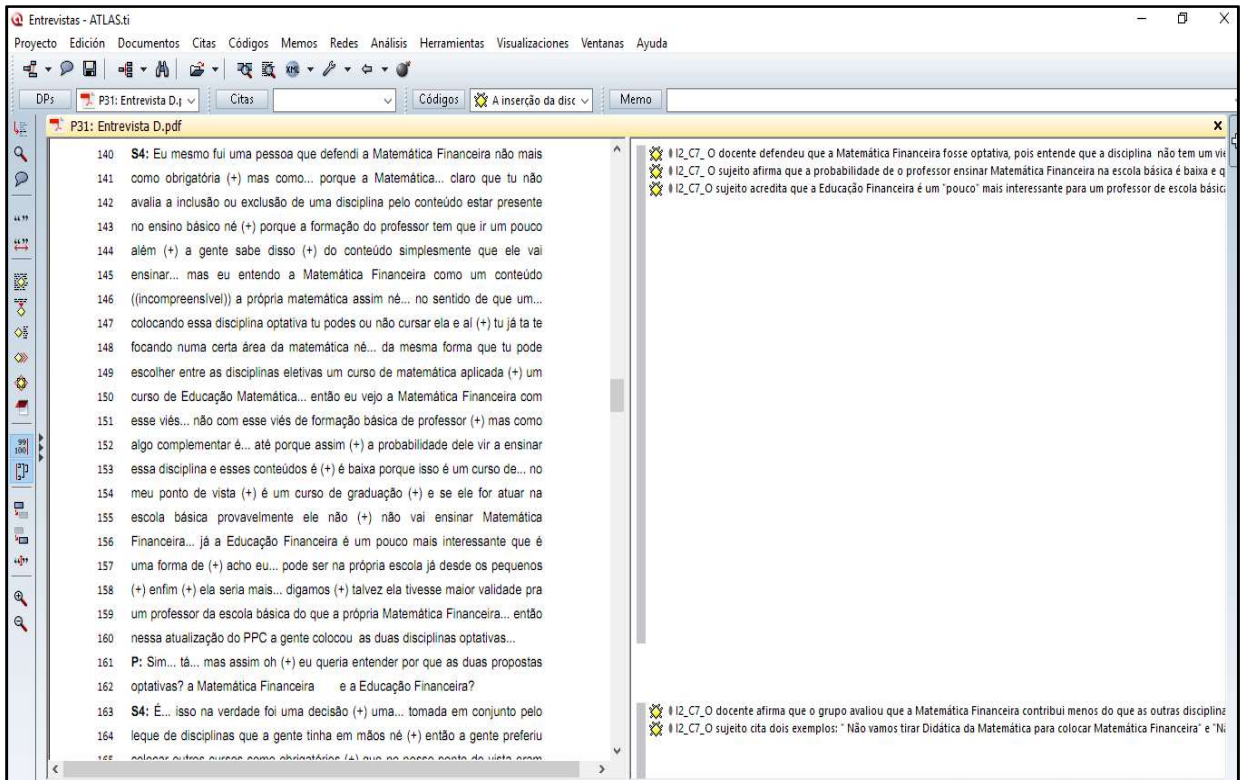 Entrevistas - ATLAS.ti
Proyecto Edición Documentos Citas Códigos Memos Redes Análisis Herramientas Visualizaciones Ventanas Ayuda
DPs P31: Entrevista D.p Citas Códigos A inserção da disc Memo
P31: Entrevista D.pdf
140 S4: Eu mesmo fui uma pessoa que defendi a Matemática Financeira não mais
141 como obrigatória (+) mas como... porque a Matemática... claro que tu não
142 avalia a inclusão ou exclusão de uma disciplina pelo conteúdo estar presente
143 no ensino básico né (+) porque a formação do professor tem que ir um pouco
144 além (+) a gente sabe disso (+) do conteúdo simplesmente que ele vai
145 ensinar... mas eu entendo a Matemática Financeira como um conteúdo
146 ((incompreensível)) a própria matemática assim né... no sentido de que um...
147 colocando essa disciplina optativa tu podes ou não cursar ela e aí (+) tu já ta te
148 focando numa certa área da matemática né... da mesma forma que tu pode
149 escolher entre as disciplinas eletivas um curso de matemática aplicada (+) um
150 curso de Educação Matemática... então eu vejo a Matemática Financeira com
151 esse viés... não com esse viés de formação básica de professor (+) mas como
152 algo complementar é... até porque assim (+) a probabilidade dele vir a ensinar
153 essa disciplina e esses conteúdos é (+) é baixa porque isso é um curso de... no
154 meu ponto de vista (+) é um curso de graduação (+) e se ele for atuar na
155 escola básica provavelmente ele não (+) não vai ensinar Matemática
156 Financeira... já a Educação Financeira é um pouco mais interessante que é
157 uma forma de (+) acho eu... pode ser na própria escola já desde os pequenos
158 (+) enfim (+) ela seria mais... digamos (+) talvez ela tivesse maior validade pra
159 um professor da escola básica do que a própria Matemática Financeira... então
160 nessa atualização do PPC a gente colocou as duas disciplinas optativas...
161 P: Sim... tá... mas assim oh (+) eu queria entender por que as duas propostas
162 optativas? a Matemática Financeira e a Educação Financeira?
163 S4: É... isso na verdade foi uma decisão (+) uma... tomada em conjunto pelo
164 leque de disciplinas que a gente tinha em mãos né (+) então a gente preferiu
165 colocar outros cursos como obrigatórios (+) que no nosso ponto de vista eram
I2_C7_ O docente defendeu que a Matemática Financeira fosse optativa, pois entende que a disciplina não tem um vié
I2_C7_ O sujeito afirma que a probabilidade de o professor ensinar Matemática Financeira na escola básica é baixa e q
I2_C7_O sujeito acredita que a Educação Financeira é um "pouco" mais interessante para um professor de escola básic
I2_C7_O docente afirma que o grupo avaliou que a Matemática Financeira contribui menos do que as outras disciplina
I2_C7_O sujeito cita dois exemplos: " Não vamos tirar Didática da Matemática para colocar Matemática Financeira" e "Nã